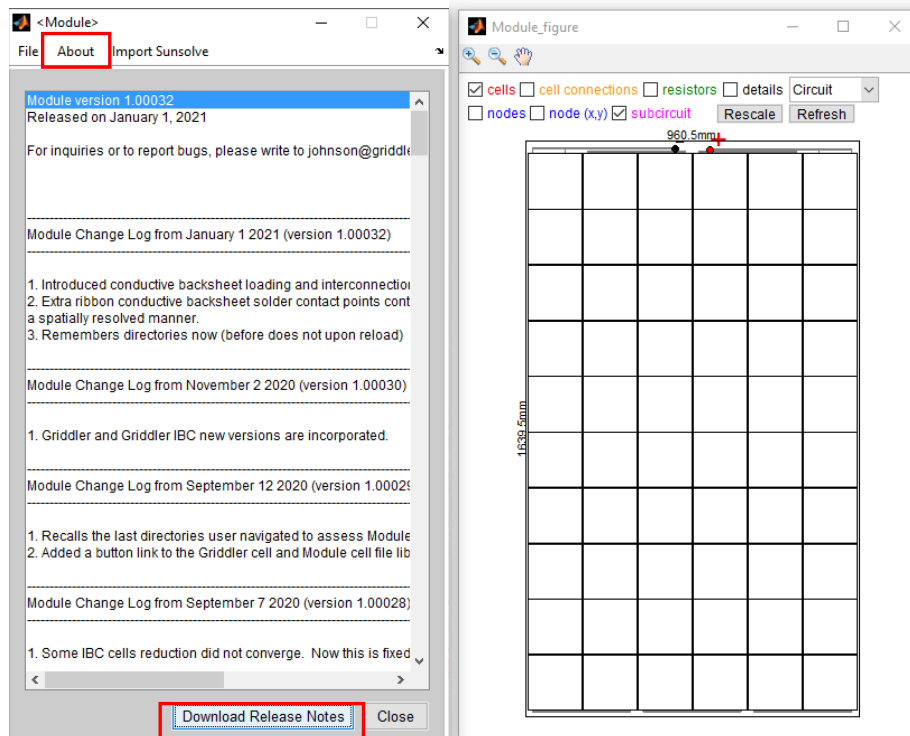 <Module>
File About Import Sunsolve
Module version 1.00032
Released on January 1, 2021
For inquiries or to report bugs, please write to johnson@griddle
Module Change Log from January 1 2021 (version 1.00032)
1. Introduced conductive backsheet loading and interconnection
2. Extra ribbon conductive backsheet solder contact points cont
a spatially resolved manner.
3. Remembers directories now (before does not upon reload)
Module Change Log from November 2 2020 (version 1.00030)
1. Griddler and Griddler IBC new versions are incorporated.
Module Change Log from September 12 2020 (version 1.00029
1. Recalls the last directories user navigated to assess Module
2. Added a button link to the Griddler cell and Module cell file lib
Module Change Log from September 7 2020 (version 1.00028)
1. Some IBC cells reduction did not converge. Now this is fixed
Download Release Notes Close
Module_figure
cells cell connections resistors details Circuit
nodes node (x,y) subcircuit Rescale Refresh
960.5mm
1639.5mm